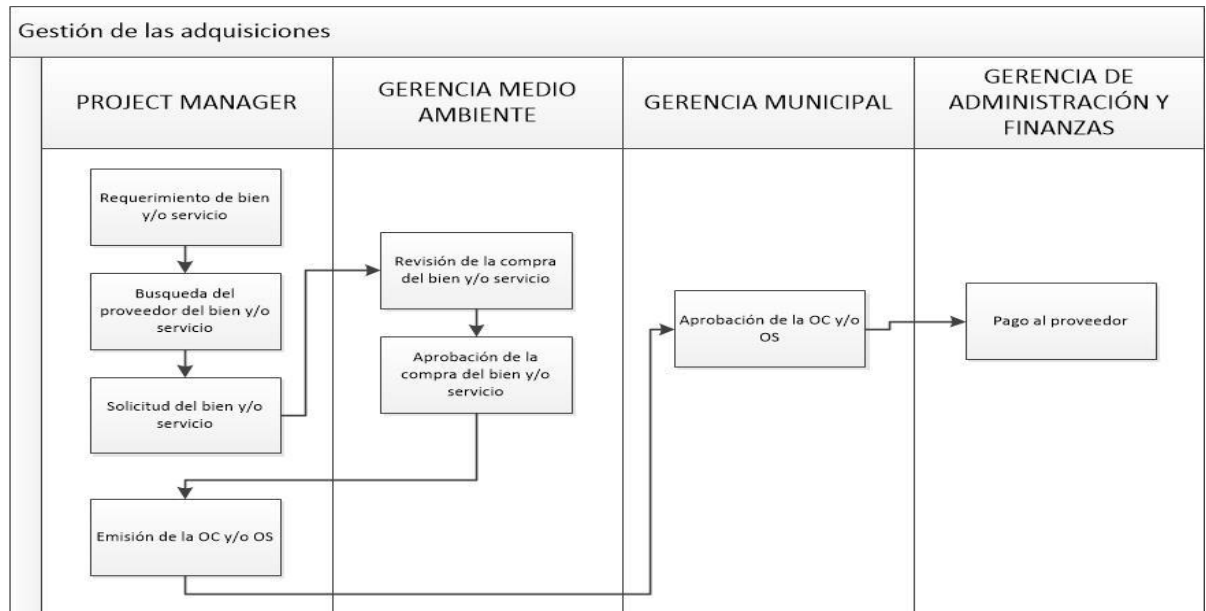 Gestión de las adquisiciones
PROJECT MANAGER
GERENCIA MEDIO
AMBIENTE
GERENCIA MUNICIPAL
GERENCIA DE
ADMINISTRACIÓN Y
FINANZAS
Requerimiento de bien
y/o servicio
Busqueda del
proveedor del bien y/o
servicio
Solicitud del bien y/o
servicio
Revisión de la compra
del bien y/o servicio
Aprobación de la
compra del bien y/o
servicio
Emisión de la OC y/o OS
Aprobación de la OC y/o
OS
Pago al proveedor